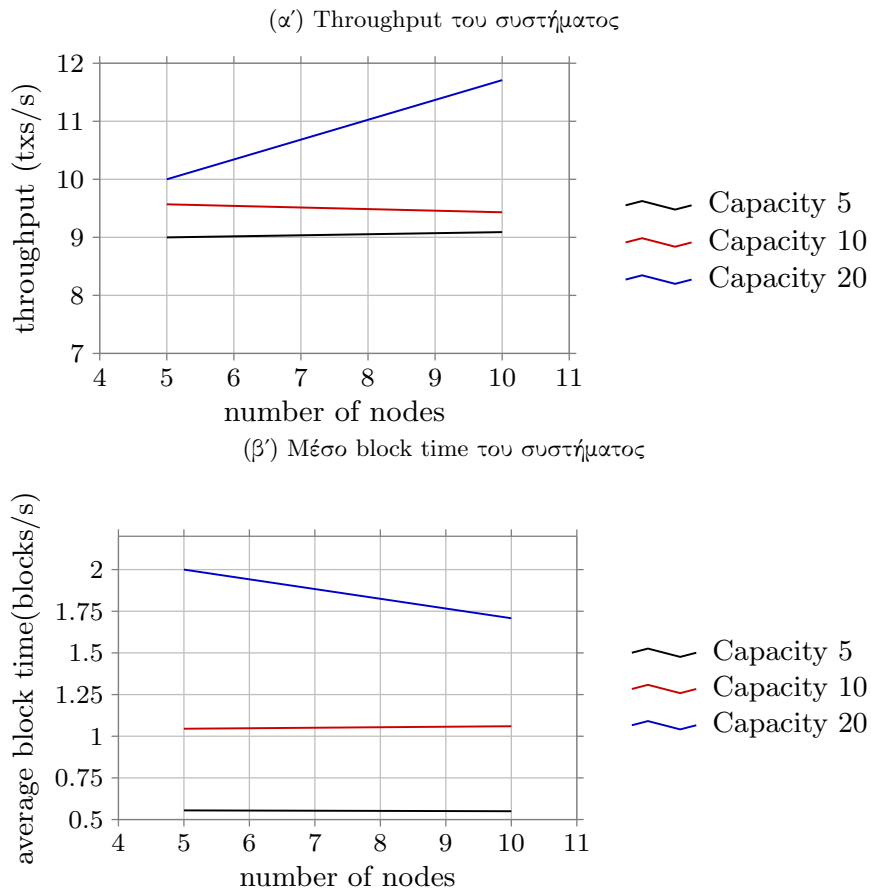 (αʹ) Throughput του συστήματος
12
11
10
9
8
7
throughput (txs/s)
4 5 6 7 8 9 10 11
number of nodes
Capacity 5
Capacity 10
Capacity 20
(βʹ) Μέσο block time του συστήματος
2
1.75
1.5
1.25
1
0.75
0.5
average block time(blocks/s)
4 5 6 7 8 9 10 11
number of nodes
Capacity 5
Capacity 10
Capacity 20